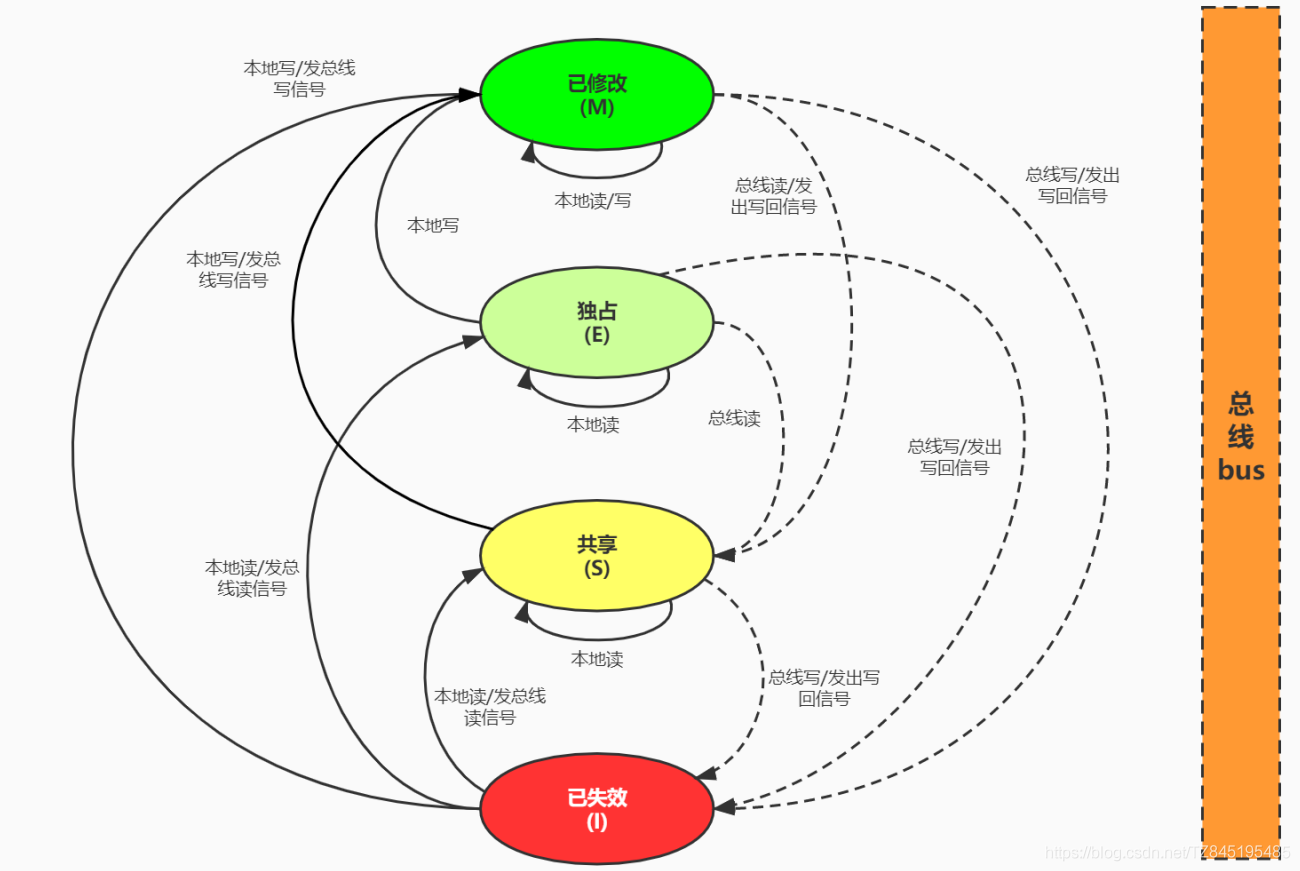 本地写/发总线
写信号
已修改
(M)
本地读/写
总线读/发
出写回信号
总线写/发出
写回信号
本地写
本地写/发总
线写信号
独占
(E)
本地读
总线读
总线写/发出
写回信号
总
线
bus
共享
(S)
本地读
本地读/发总
线读信号
本地读/发总线
读信号
总线写/发出写
回信号
已失效
(I)
https://blog.csdn.net/TZ845195485